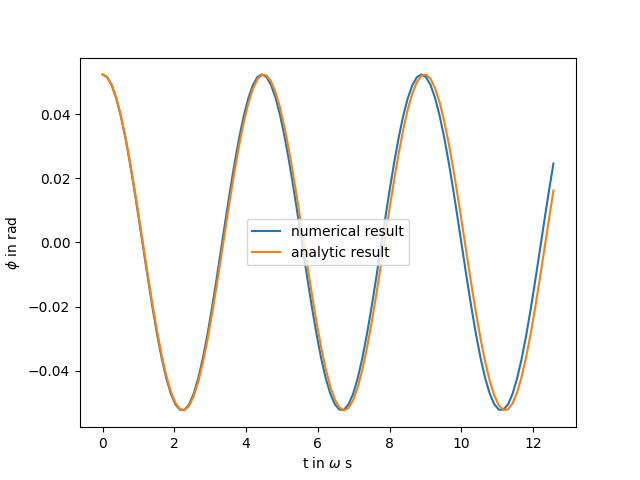 0.04
0.02
0.00
−0.02
−0.04
ϕ in rad
numerical result
analytic result
0 2 4 6 8 10 12
t in ω s